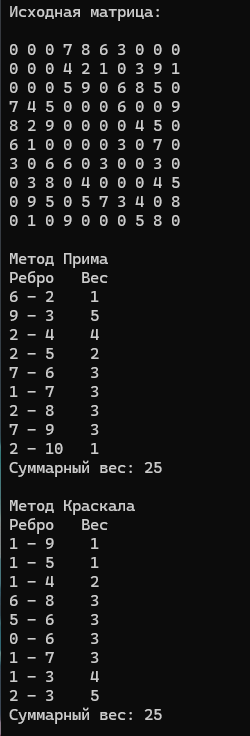 Исходная матрица:
0 0 0 7 8 6 3 0 0 0
0 0 0 4 2 1 0 3 9 1
0 0 0 5 9 0 6 8 5 0
7 4 5 0 0 0 6 0 0 9
8 2 9 0 0 0 0 4 5 0
6 1 0 0 0 0 3 0 7 0
3 0 6 6 0 3 0 0 3 0
0 3 8 0 4 0 0 0 4 5
0 9 5 0 5 7 3 4 0 8
0 1 0 9 0 0 0 5 8 0
Метод Прима
Ребро Вес
6 - 2 1
9 - 3 5
2 - 4 4
2 - 5 2
7 - 6 3
1 - 7 3
2 - 8 3
7 - 9 3
2 - 10 1
Суммарный вес: 25
Метод Краскала
Ребро Вес
1 - 9 1
1 - 5 1
1 - 4 2
6 - 8 3
5 - 6 3
0 - 6 3
1 - 7 3
1 - 3 4
2 - 3 5
Суммарный вес: 25